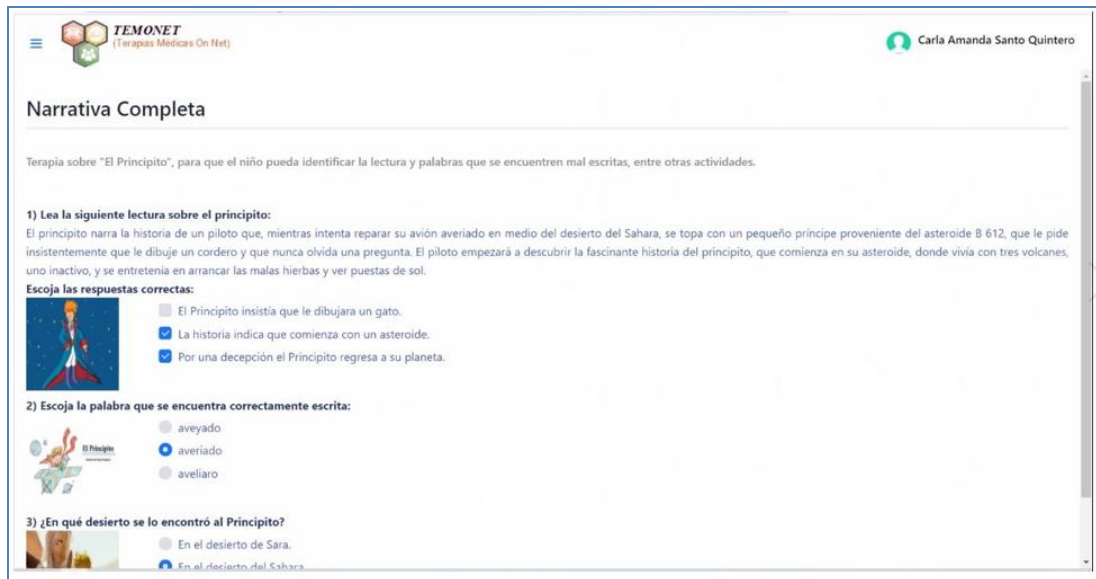 TEMONET
(Terapias Médicas On Net)
Carla Amanda Santo Quintero
Narrativa Completa
Terapia sobre "El Principito", para que el niño pueda identificar la lectura y palabras que se encuentren mal escritas, entre otras actividades.
1) Lea la siguiente lectura sobre el principito:
El principito narra la historia de un piloto que, mientras intenta reparar su avión averiado en medio del desierto del Sahara, se topa con un pequeño príncipe proveniente del asteroide B 612, que le pide
insistentemente que le dibuje un cordero y que nunca olvida una pregunta. El piloto empezará a descubrir la fascinante historia del principito, que comienza en su asteroide, donde vivía con tres volcanes,
uno inactivo, y se entretenía en arrancar las malas hierbas y ver puestas de sol.
Escoja las respuestas correctas:
El Principito insistía que le dibujara un gato.
La historia indica que comienza con un asteroide.
Por una decepción el Principito regresa a su planeta.
2) Escoja la palabra que se encuentra correctamente escrita:
El Principito
aveyado
averiado
aveliaro
3) ¿En qué desierto se lo encontró al Principito?
En el desierto de Sara.
En el desierto del Sahara